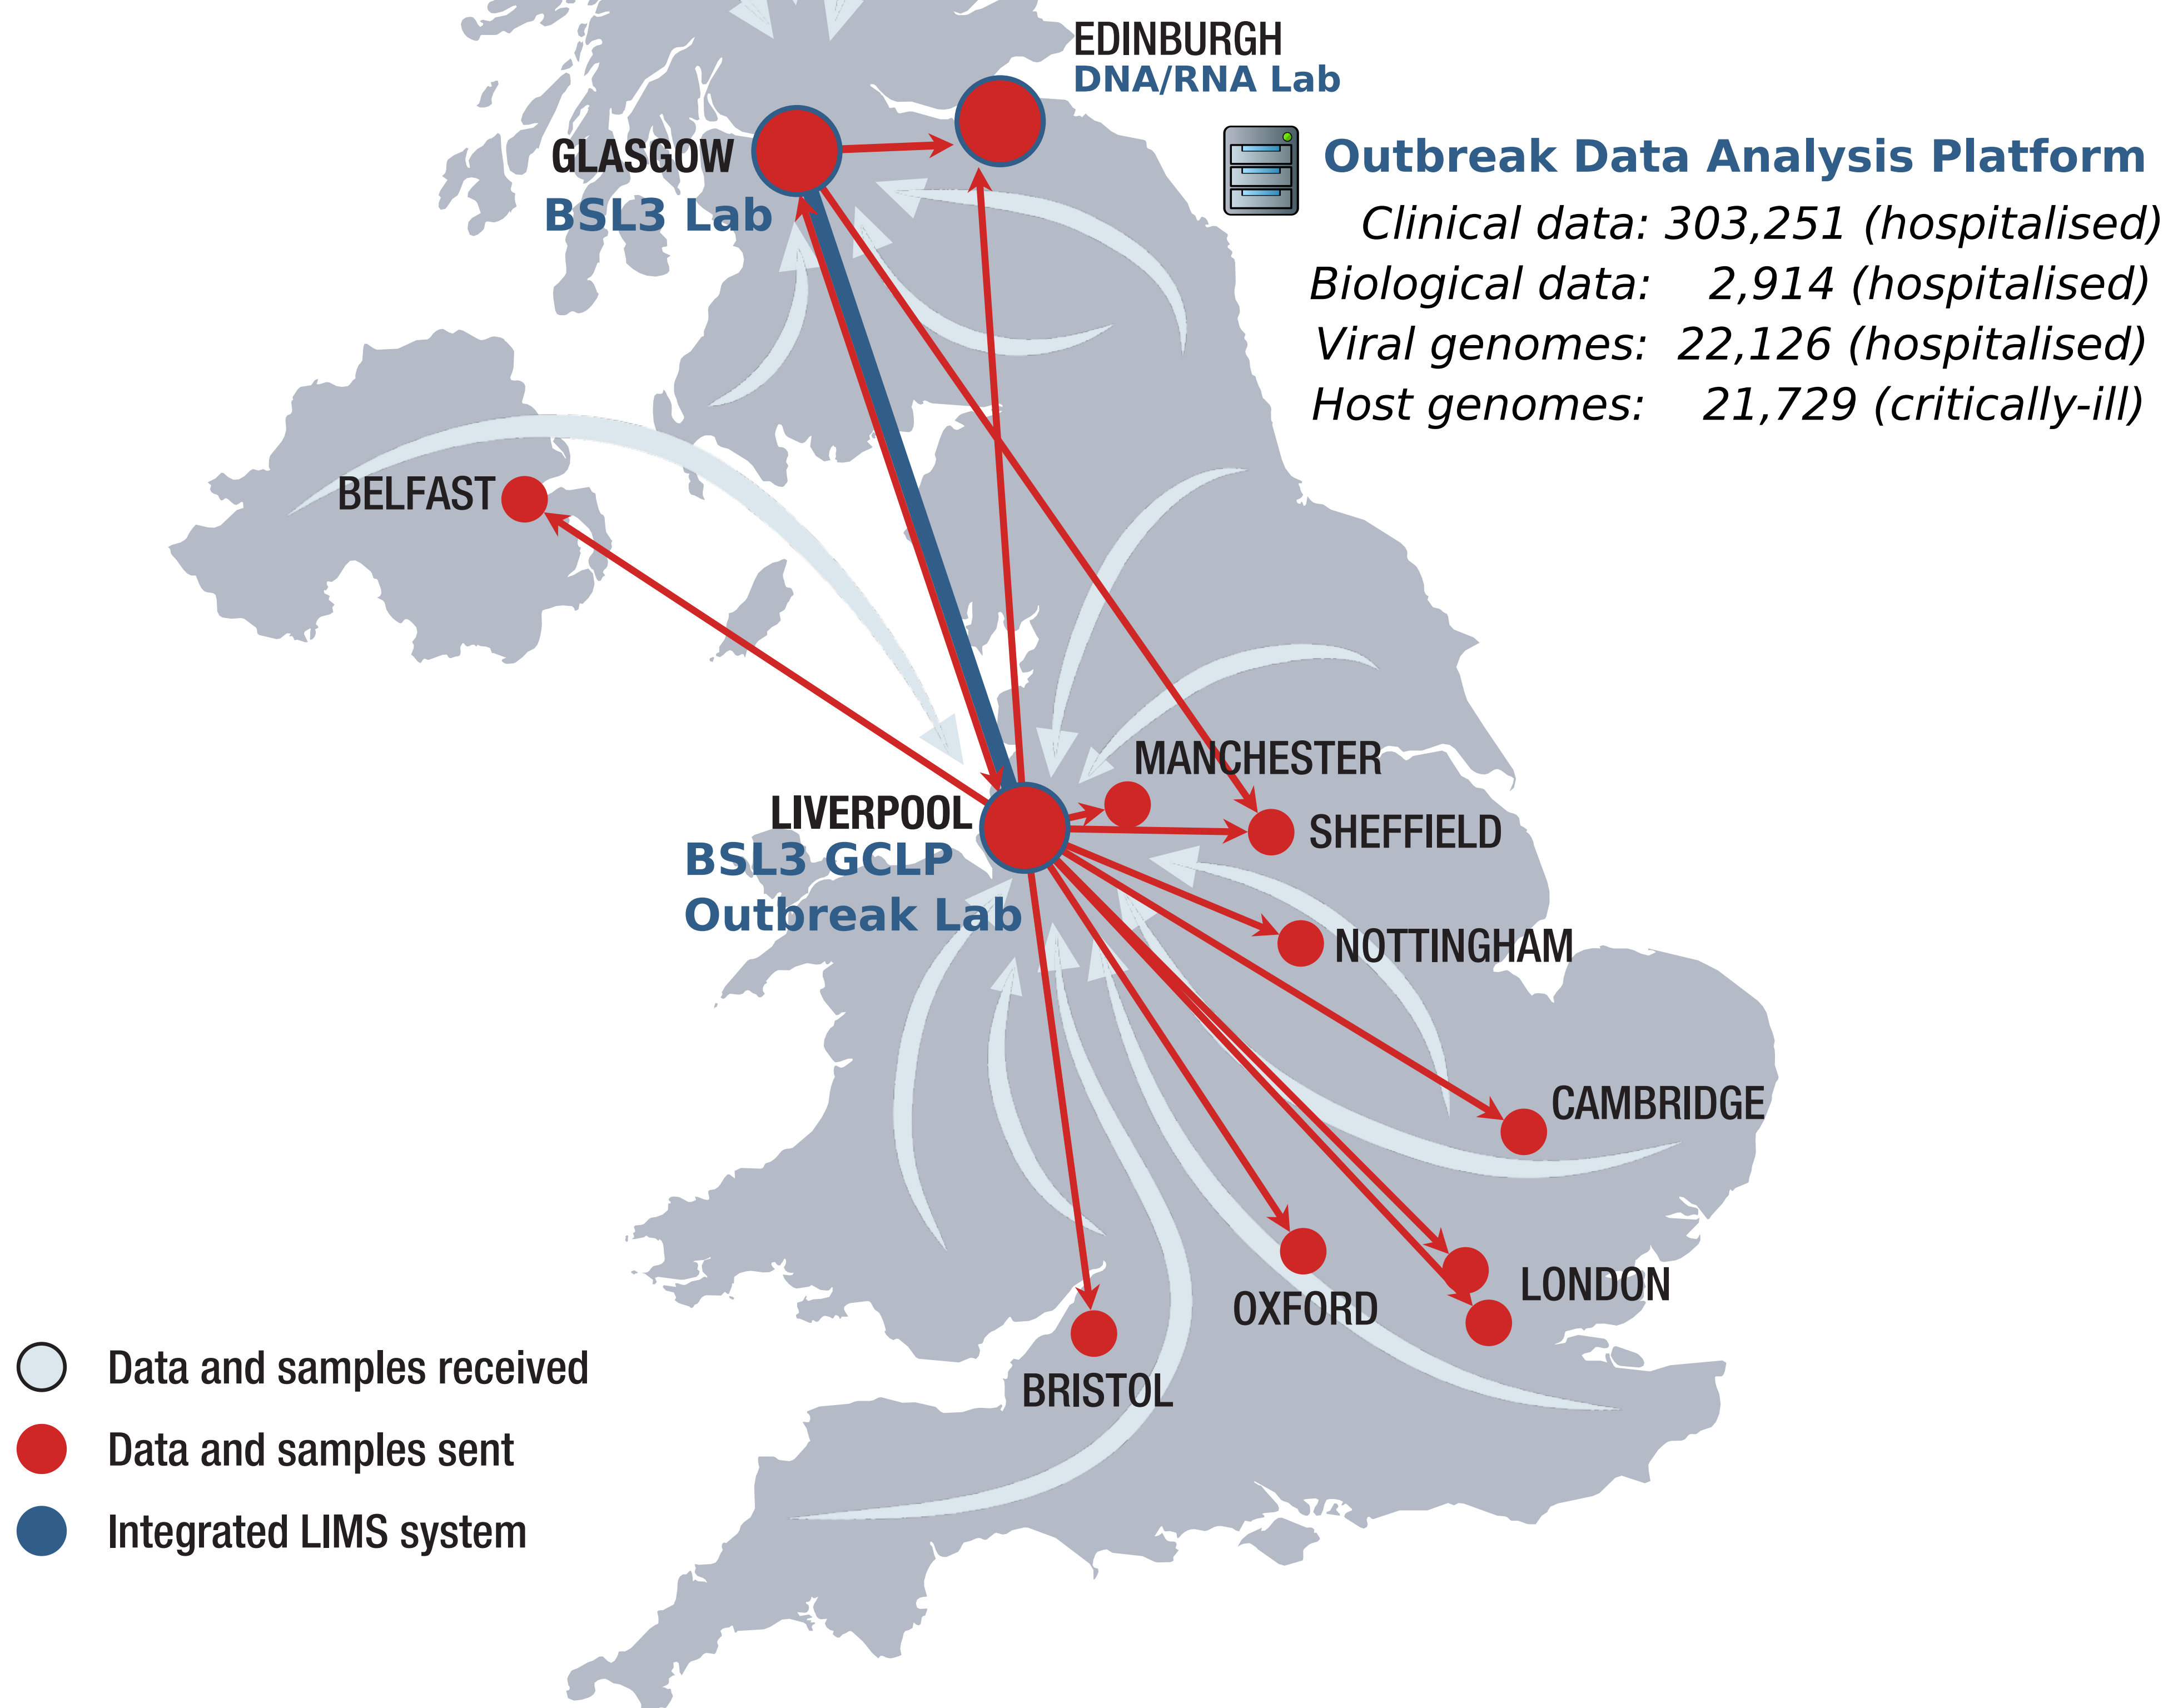 EDINBURGH
DNA/RNA Lab
GLASGOW
BSL3 Lab
Outbreak Data Analysis Platform
Clinical data: 303,251 (hospitalised)
Biological data: 2,914 (hospitalised)
Viral genomes: 22,126 (hospitalised)
Host genomes: 21,729 (critically-ill)
BELFAST
MANCHESTER
LIVERPOOL
BSL3 GCLP
Outbreak Lab
SHEFFIELD
NOTTINGHAM
CAMBRIDGE
LONDON
OXFORD
BRISTOL
Data and samples received
Data and samples sent
Integrated LIMS system